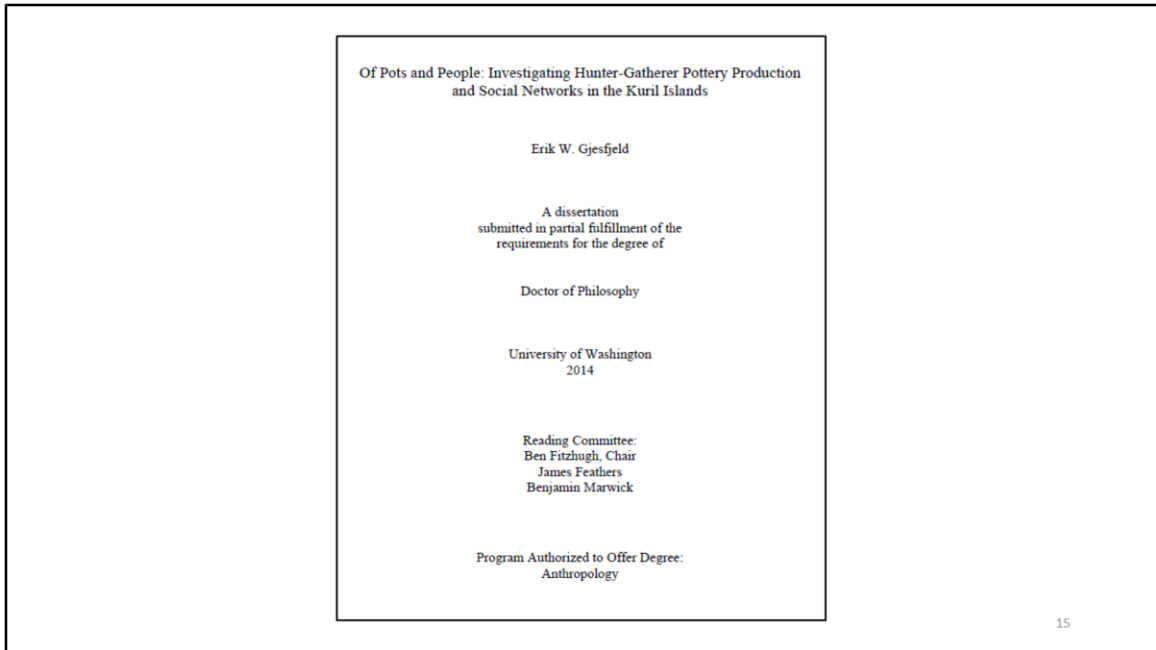 Of Pots and People: Investigating Hunter-Gatherer Pottery Production
and Social Networks in the Kuril Islands
Erik W. Gjesfjeld
A dissertation
submitted in partial fulfillment of the
requirements for the degree of
Doctor of Philosophy
University of Washington
2014
Reading Committee:
Ben Fitzhugh, Chair
James Feathers
Benjamin Marwick
Program Authorized to Offer Degree:
Anthropology
15